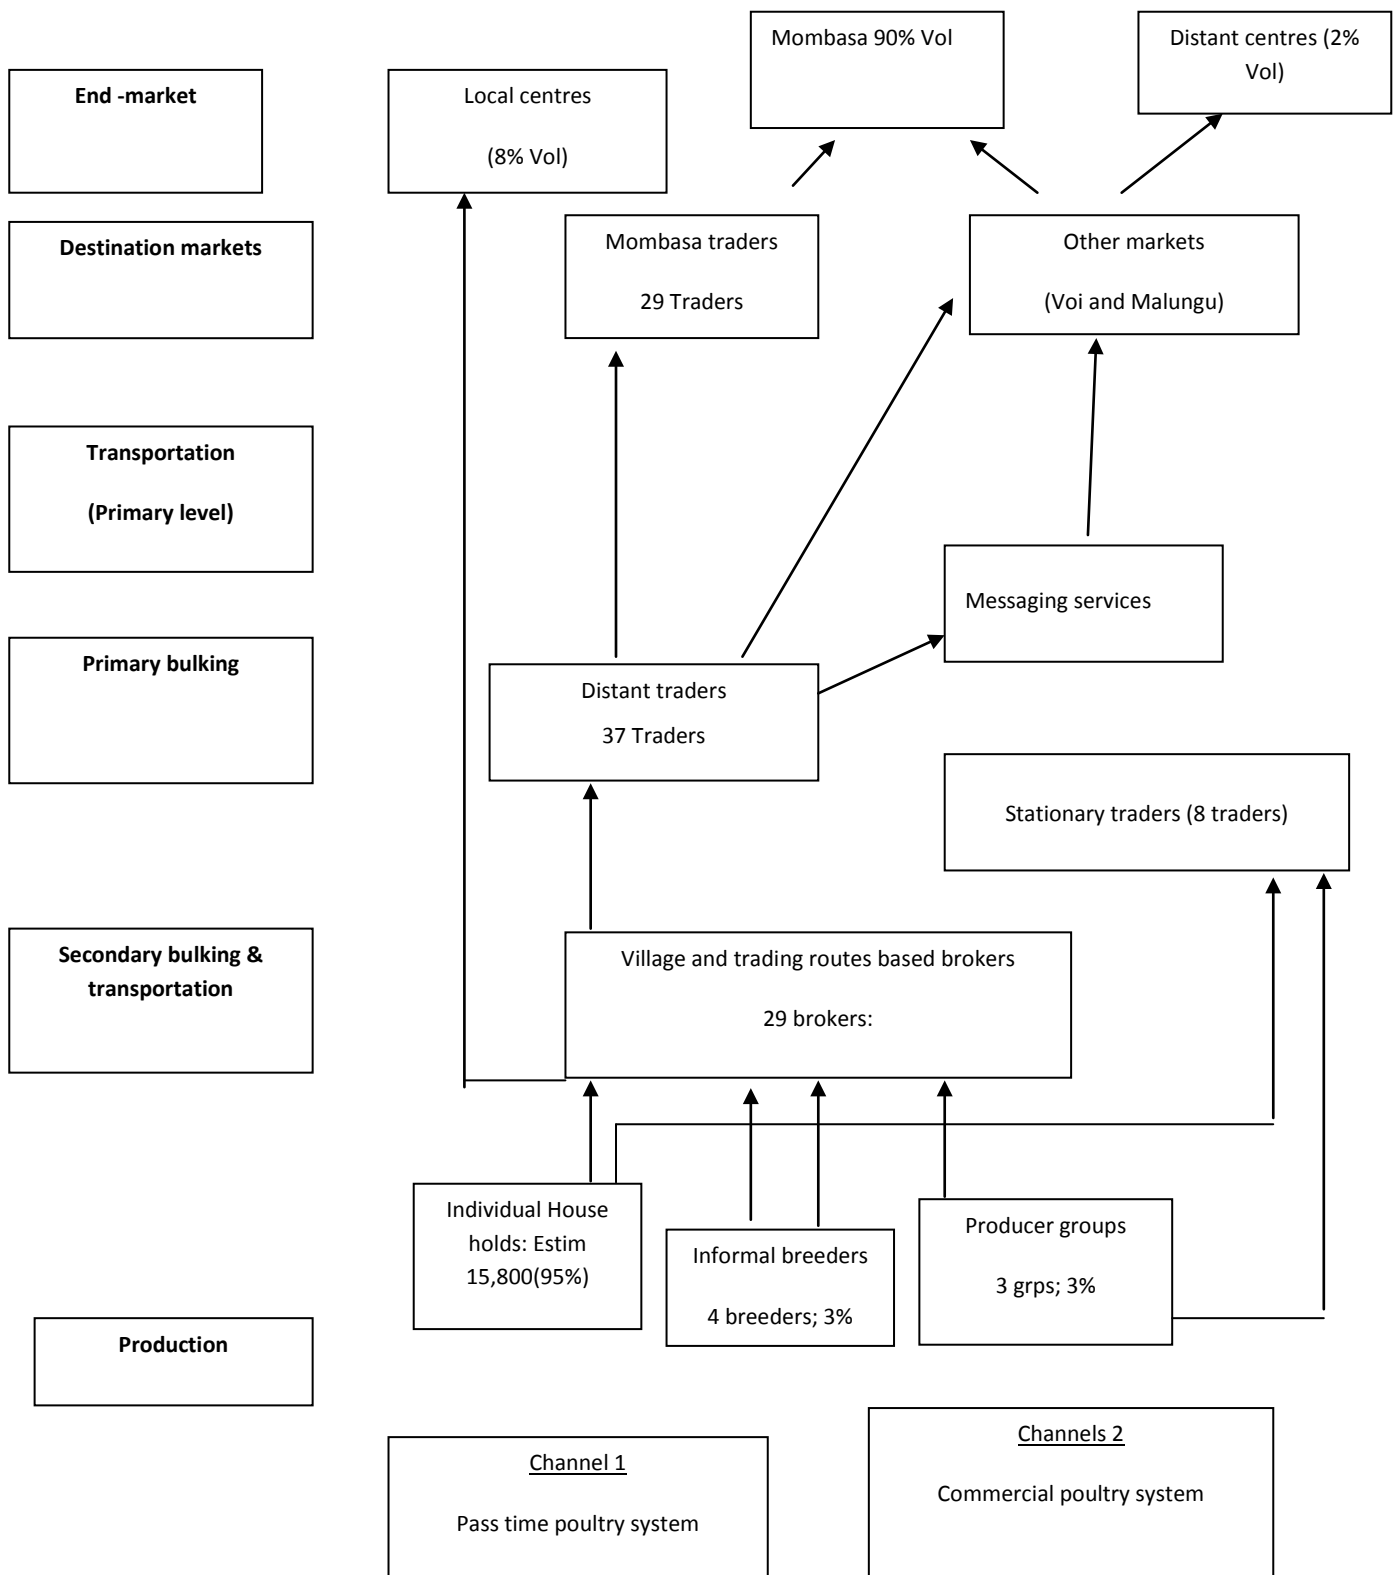 Mombasa 90% Vol
Distant centres (2%
Vol)
End -market
Local centres
(8% Vol)
Destination markets
Mombasa traders
29 Traders
Other markets
(Voi and Malungu)
Transportation
(Primary level)
Messaging services
Primary bulking
Distant traders
37 Traders
Stationary traders (8 traders)
Secondary bulking &
transportation
Village and trading routes based brokers
29 brokers:
Individual House
holds: Estim
15,800(95%)
Informal breeders
4 breeders; 3%
Producer groups
3 grps; 3%
Production
Channel 1
Pass time poultry system
Channels 2
Commercial poultry system